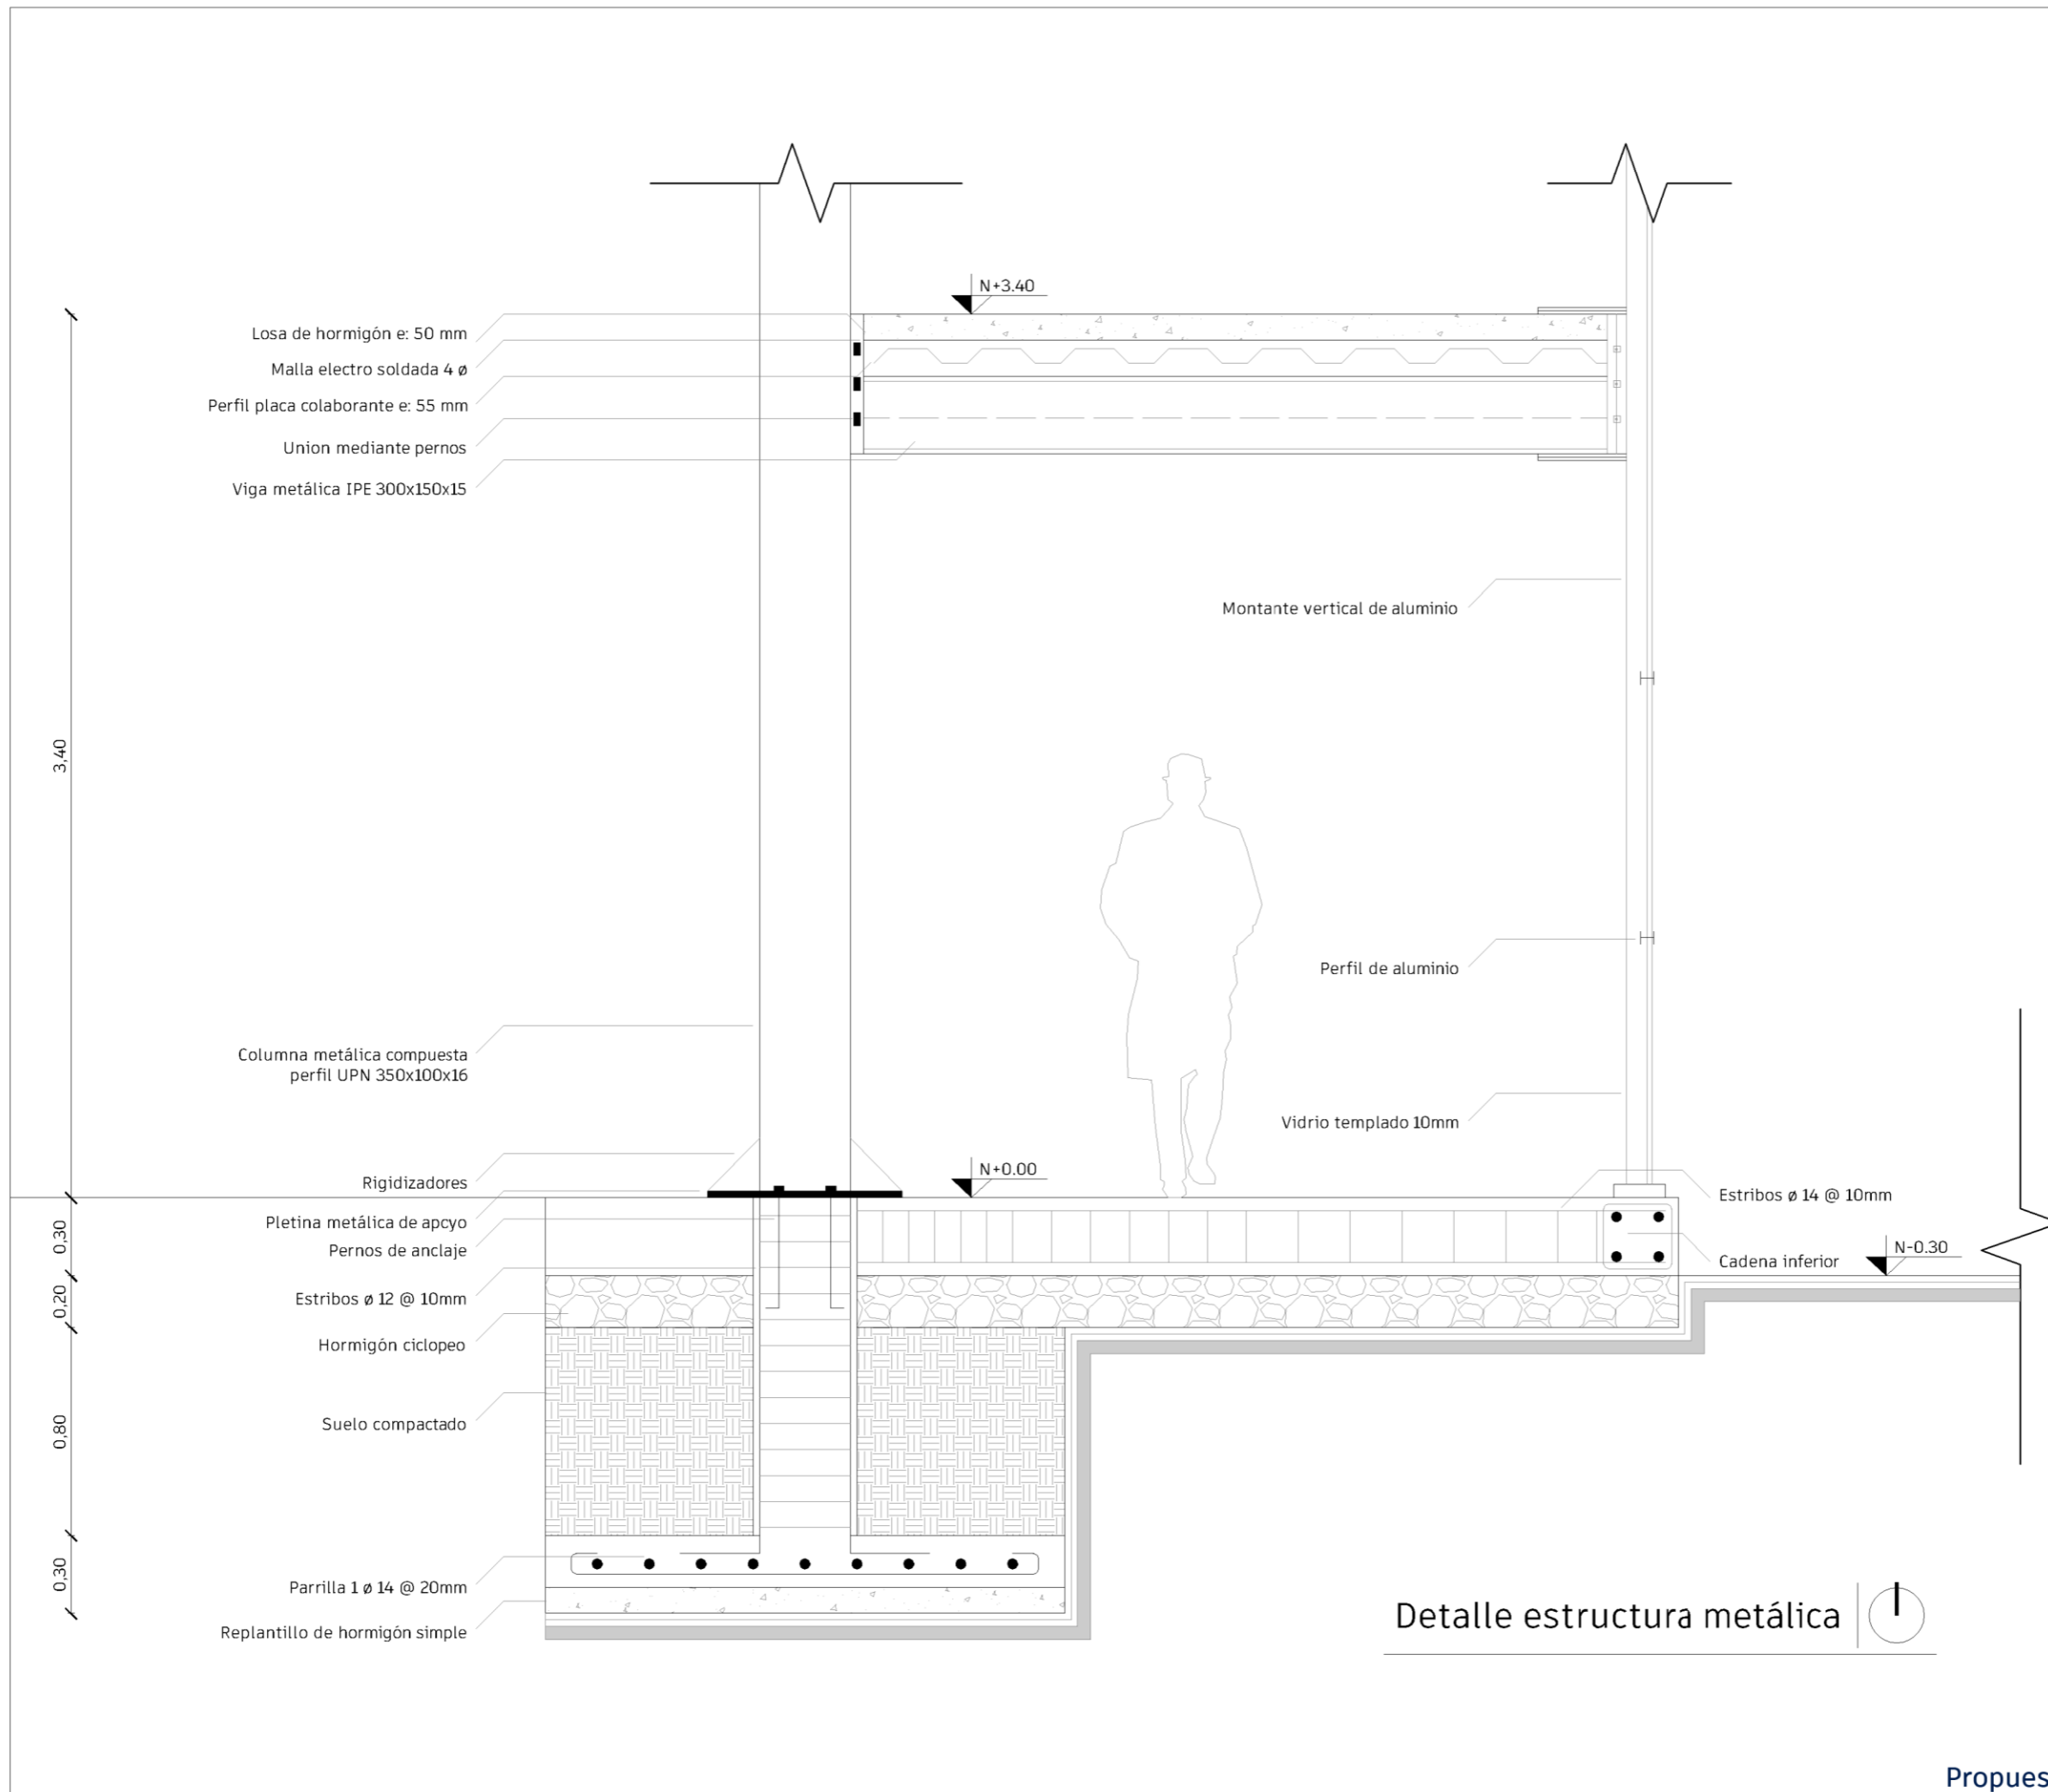 N+3.40
Losa de hormigón e: 50 mm
Malla electro soldada 4 ø
Perfil placa colaborante e: 55 mm
Union mediante pernos
Viga metálica IPE 300x150x15
Montante vertical de aluminio
3,40
Perfil de aluminio
Columna metálica compuesta
perfil UPN 350x100x16
Vidrio templado 10mm
N+0.00
Rigidizadores
Estribos ø 14 @ 10mm
Pletina metálica de apcyo
0,30
Pernos de anclaje
N-0.30
Cadena inferior
Estribos ø 12 @ 10mm
0,20
Hormigón ciclopeo
Suelo compactado
0,80
Parrilla 1 ø 14 @ 20mm
0,30
Replantillo de hormigón simple
Detalle estructura metálica
Propues